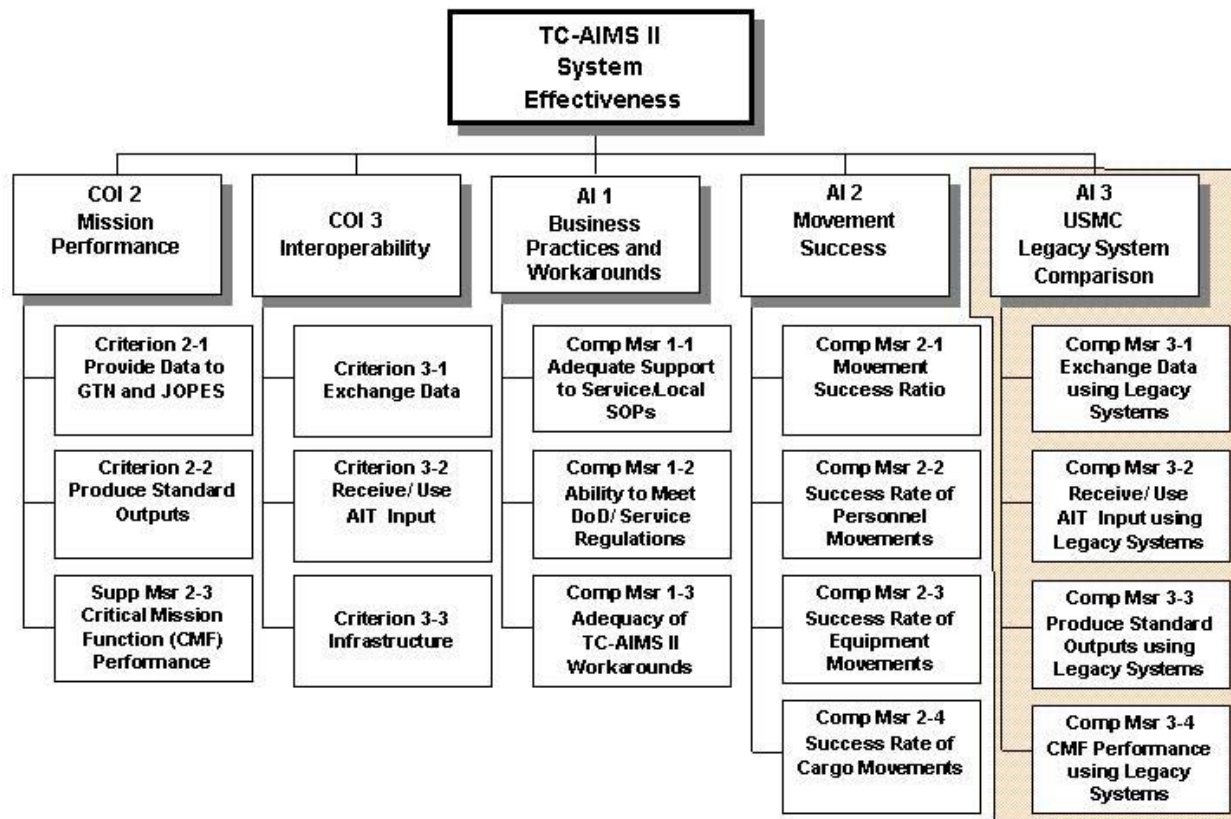 TC-AIMS II
System
Effectiveness
COI 2
Mission
Performance
Criterion 2-1
Provide Data to
GTN and JOPES
Criterion 2-2
Produce Standard
Outputs
Supp Msr 2-3
Critical Mission
Function (CMF)
Performance
COI 3
Interoperability
Criterion 3-1
Exchange Data
Criterion 3-2
Receive/ Use
AIT Input
Criterion 3-3
Infrastructure
AI 1
Business
Practices and
Workarounds
Comp Msr 1-1
Adequate Support
to Service/Local
SOPs
Comp Msr 1-2
Ability to Meet
DoD/ Service
Regulations
Comp Msr 1-3
Adequacy of
TC-AIMS II
Workarounds
AI 2
Movement
Success
Comp Msr 2-1
Movement
Success Ratio
Comp Msr 2-2
Success Rate of
Personnel
Movements
Comp Msr 2-3
Success Rate of
Equipment
Movements
Comp Msr 2-4
Success Rate of
Cargo Movements
AI 3
USMC
Legacy System
Comparison
Comp Msr 3-1
Exchange Data
using Legacy
Systems
Comp Msr 3-2
Receive/ Use
AIT Input using
Legacy Systems
Comp Msr 3-3
Produce Standard
Outputs using
Legacy Systems
Comp Msr 3-4
CMF Performance
using Legacy
Systems